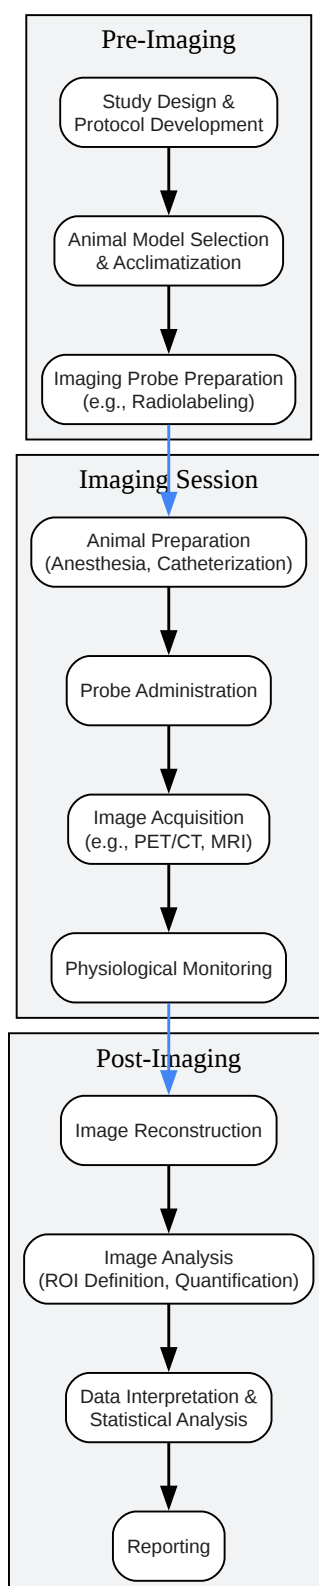 Pre-Imaging
Study Design &
Protocol Development
Animal Model Selection
& Acclimatization
Imaging Probe Preparation
(e.g., Radiolabeling)
Imaging Session
Animal Preparation
(Anesthesia, Catheterization)
Probe Administration
Image Acquisition
(e.g., PET/CT, MRI)
Physiological Monitoring
Post-Imaging
Image Reconstruction
Image Analysis
(ROI Definition, Quantification)
Data Interpretation &
Statistical Analysis
Reporting